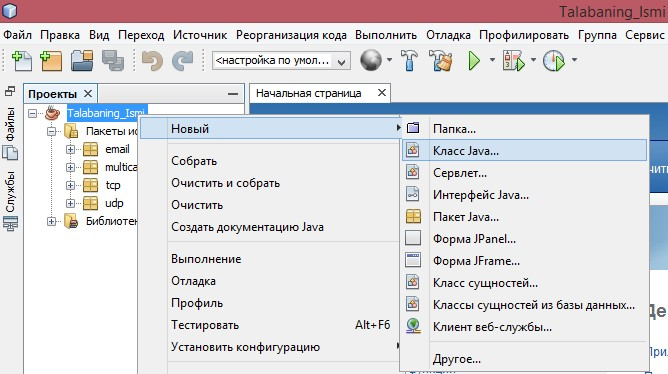 Talabaning_Ismi
Файл Правка Вид Переход Источник Реорганизация кода Выполнить Отладка Профилировать Группа Сервис
<настройка по умол...
Проекты
Начальная страница
Файлы
Службы
Talabaning_Ismi
Пакеты ис
email
multica
tcp
udp
Библиотек
Новый
Собрать
Очистить и собрать
Очистить
Создать документацию Java
Выполнение
Отладка
Профиль
Тестировать Alt+F6
Установить конфигурацию
Папка...
Класс Java...
Сервлет...
Интерфейс Java...
Пакет Java...
Форма JPanel...
Форма JFrame...
Класс сущностей...
Классы сущностей из базы данных...
Клиент веб-службы...
Другое...